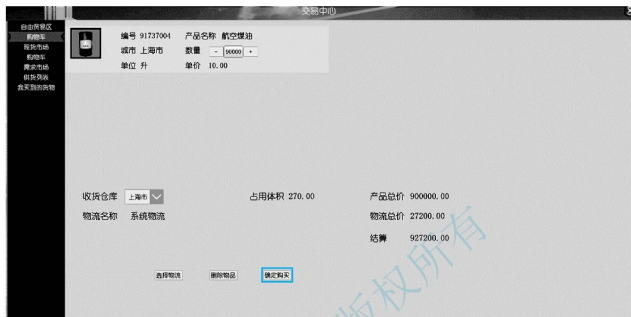 交易中心
自由贸易区
购物车
现货市场
购物车
需求市场
供货列表
我买到的货物
编号 91737004 产品名称 航空煤油
城市 上海市 数量 - 90000 +
单位 升 单价 10.00
收货仓库 上海市 占用体积 270.00 产品总价 900000.00
物流名称 系统物流 物流总价 27200.00
结算 927200.00
选择物流 删除物品 确定购买
版权所有